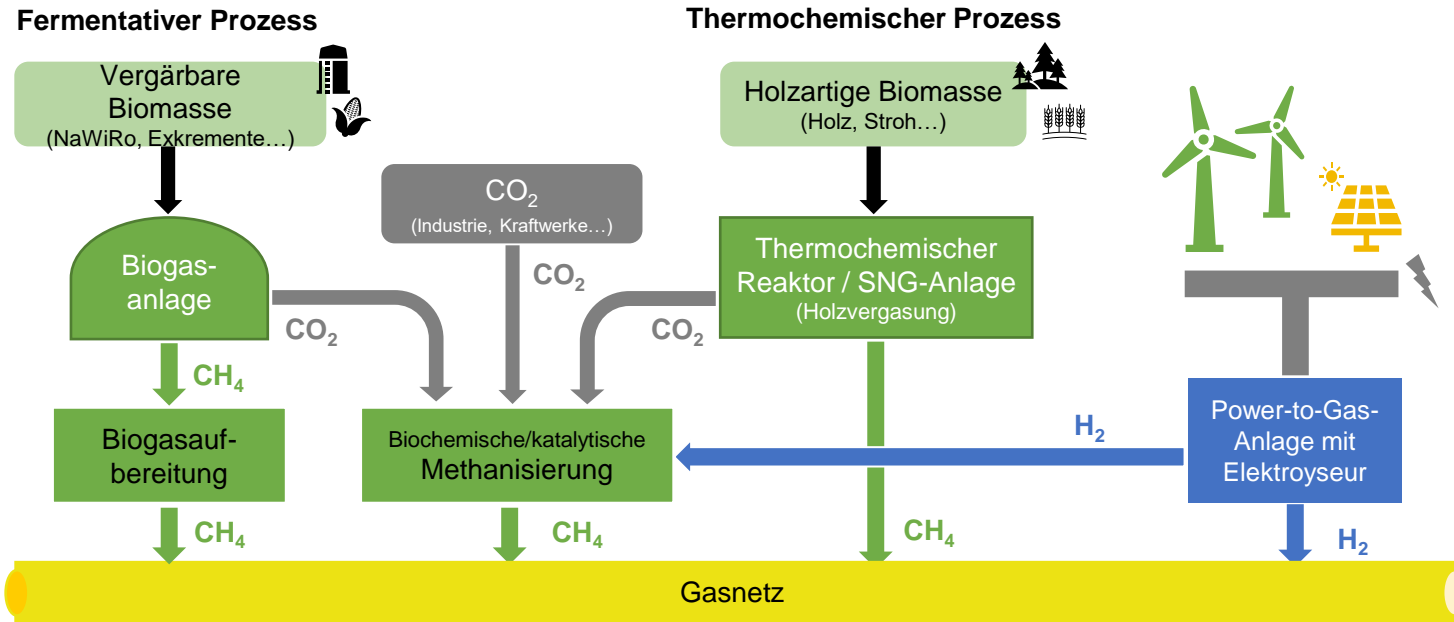 Fermentativer Prozess
Thermochemischer Prozess
Vergärbare
Biomasse
(NaWiRo, Exkremente…)
Holzartige Biomasse
(Holz, Stroh…)
CO₂
(Industrie, Kraftwerke…)
Biogas-
anlage
Thermochemischer
Reaktor / SNG-Anlage
(Holzvergasung)
CO₂
CO₂
CO₂
CH₄
Biogasauf-
bereitung
Biochemische/katalytische
Methanisierung
H₂
Power-to-Gas-
Anlage mit
Elektroyseur
CH₄
CH₄
CH₄
H₂
Gasnetz